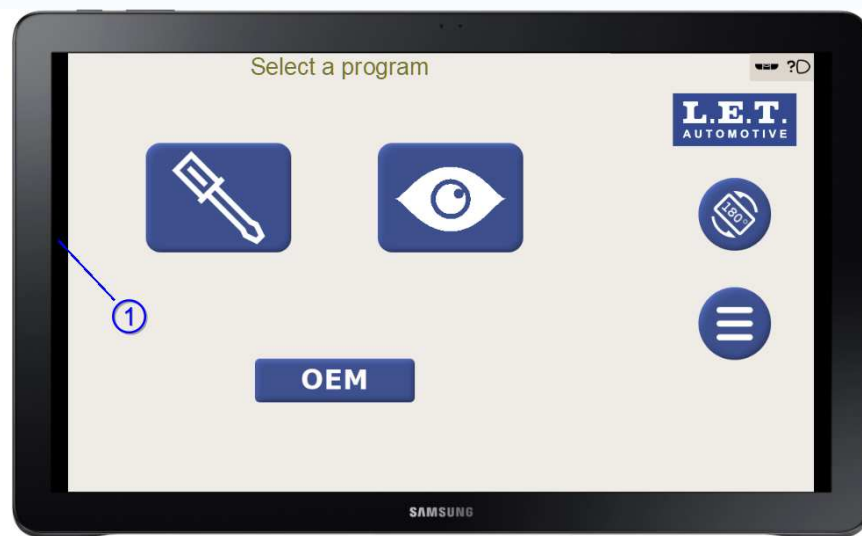 Select a program
?
L.E.T.
AUTOMOTIVE
180°
1
OEM
SAMSUNG